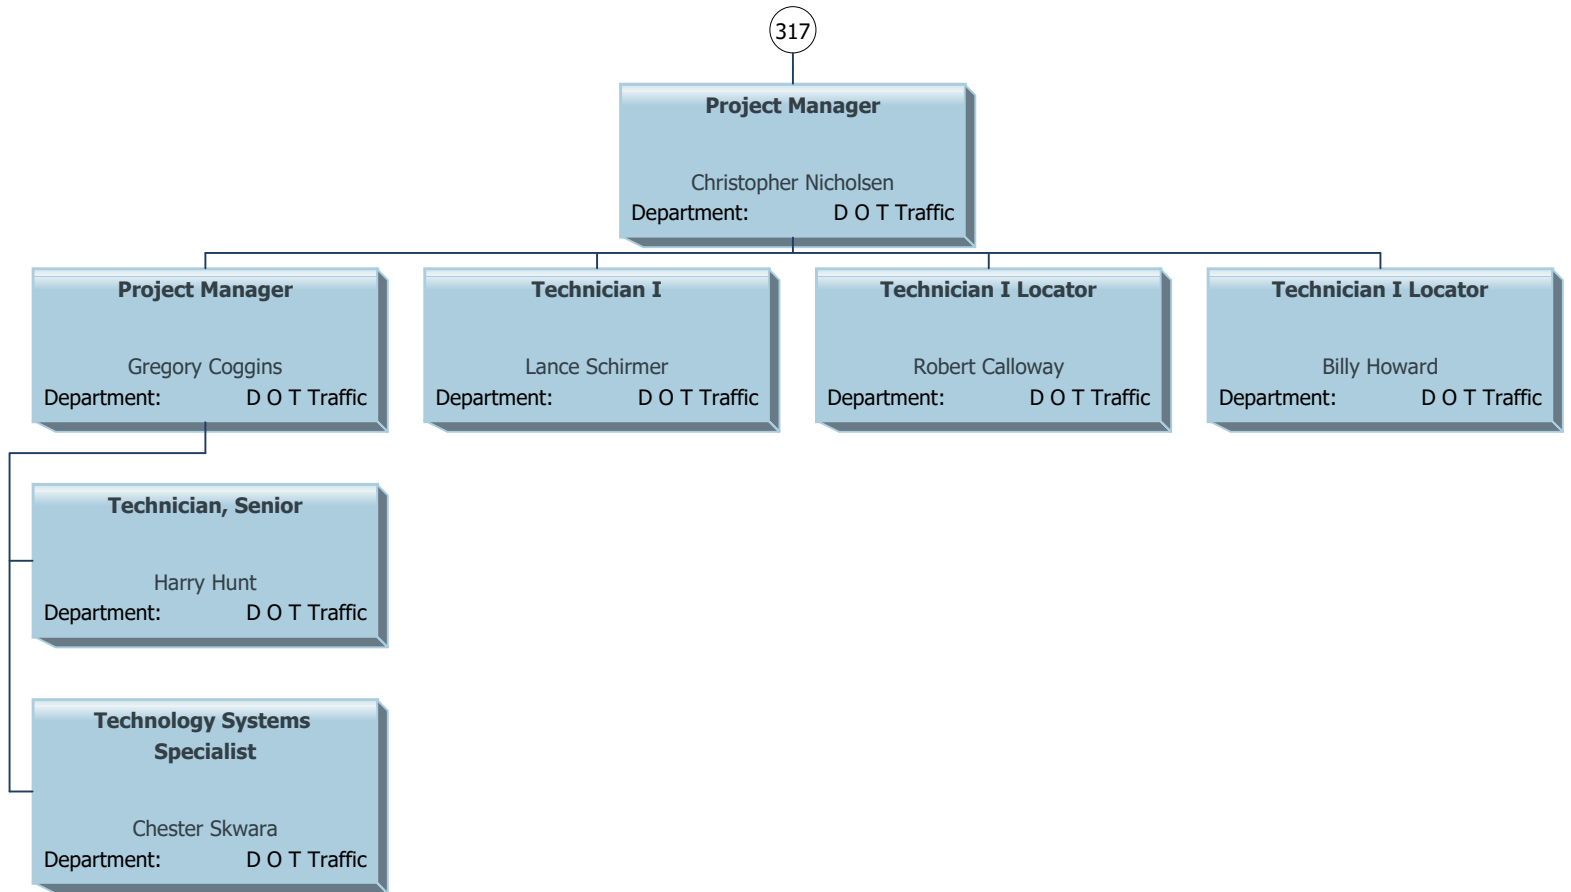 317
Project Manager
Christopher Nicholsen
Department: D O T Traffic
Project Manager
Gregory Coggins
Department: D O T Traffic
Technician I
Lance Schirmer
Department: D O T Traffic
Technician I Locator
Robert Calloway
Department: D O T Traffic
Technician I Locator
Billy Howard
Department: D O T Traffic
Technician, Senior
Harry Hunt
Department: D O T Traffic
Technology Systems
Specialist
Chester Skwara
Department: D O T Traffic